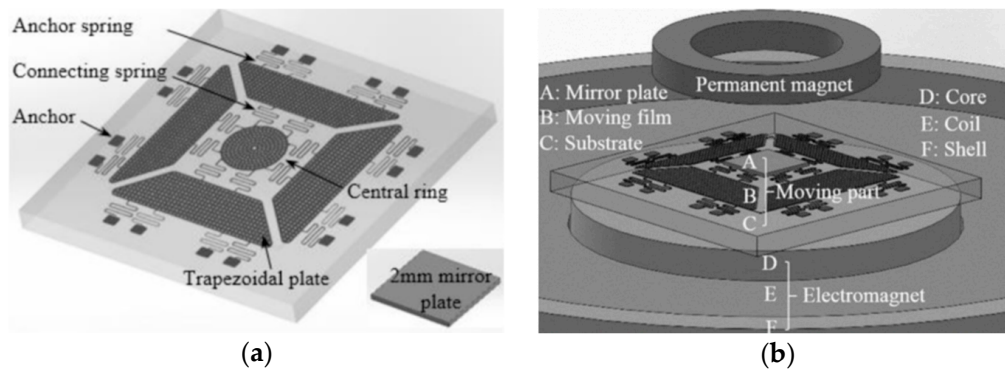 Anchor spring
Connecting spring
Anchor
Central ring
Trapezoidal plate
2mm mirror
plate
(a)
Permanent magnet
A: Mirror plate
B: Moving film
C: Substrate
D: Core
E: Coil
F: Shell
A
B
C
Moving part
D
E
F
Electromagnet
(b)